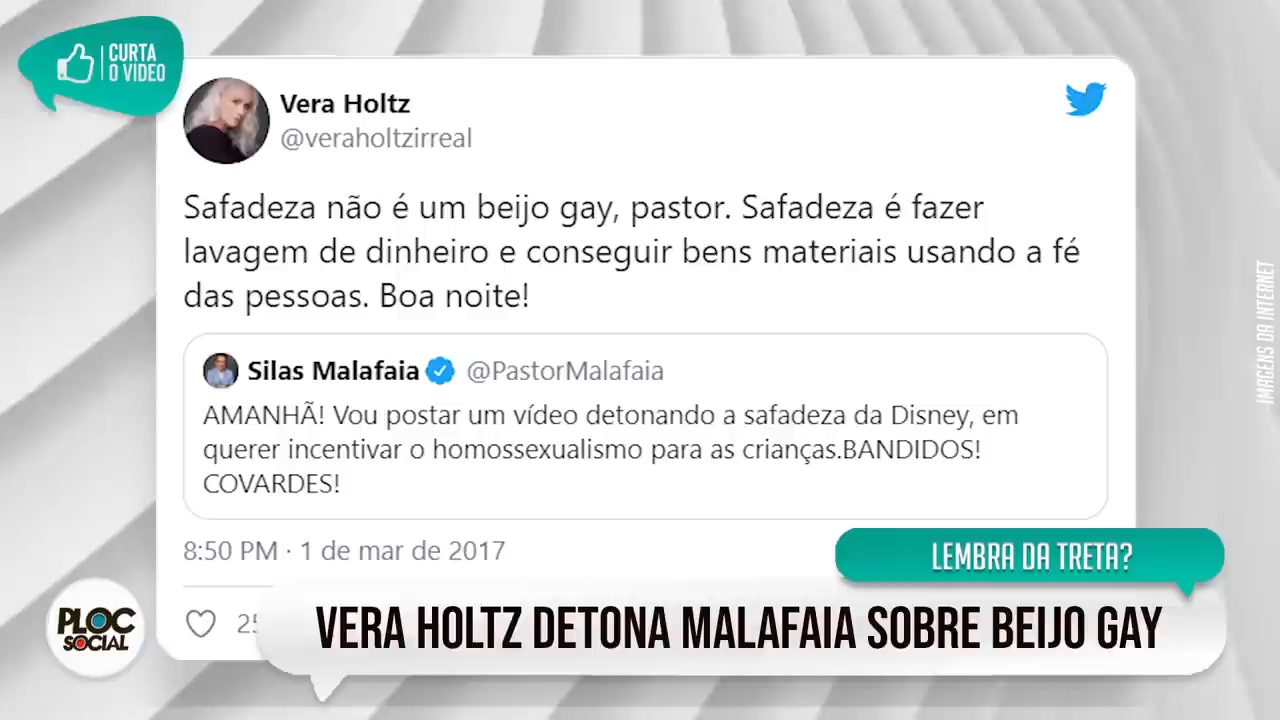 CURTA
O VIDEO
Vera Holtz
@veraholtzirreal
Safadeza não é um beijo gay, pastor. Safadeza é fazer
lavagem de dinheiro e conseguir bens materiais usando a fé
das pessoas. Boa noite!
Silas Malafaia @PastorMalafaia
AMANHÃ! Vou postar um vídeo detonando a safadeza da Disney, em
querer incentivar o homossexualismo para as crianças.BANDIDOS!
COVARDES!
8:50 PM · 1 de mar de 2017
IMAGENS DA INTERNET
LEMBRA DA TRETA?
VERA HOLTZ DETONA MALAFAIA SOBRE BEIJO GAY
PLOC
SOCIAL